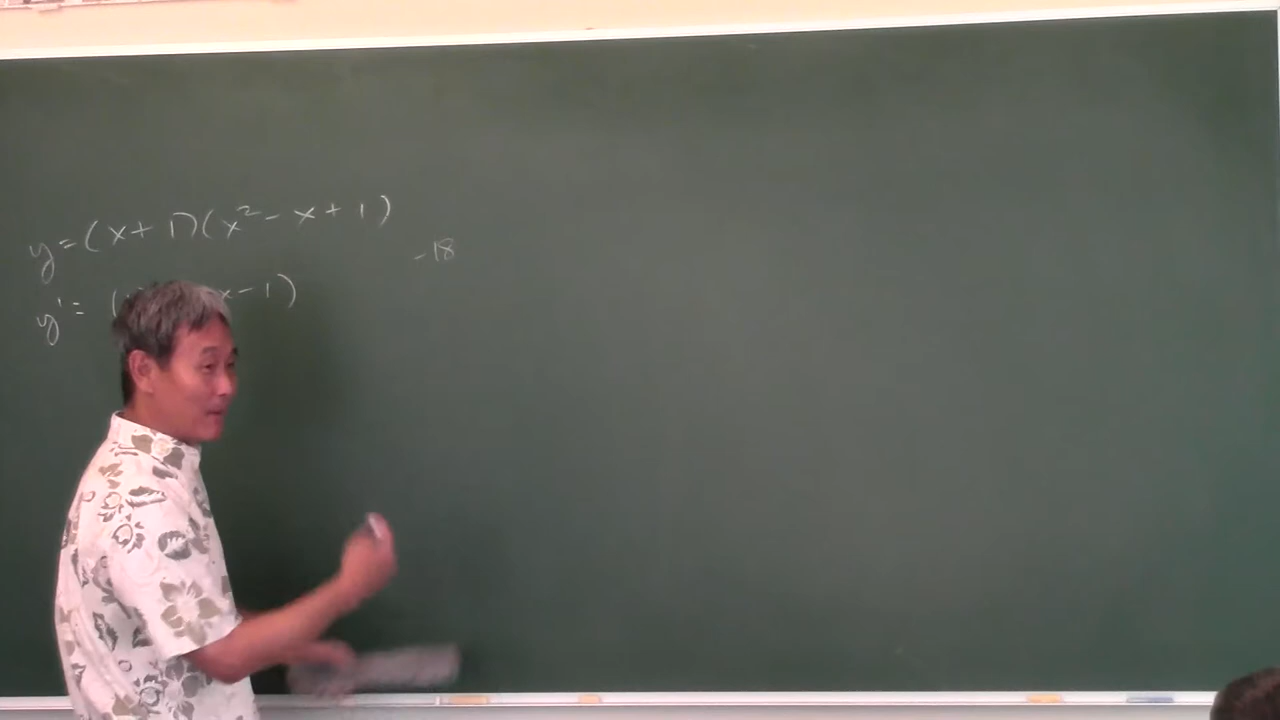 y = (x + 1)(x² - x + 1)
-18
y' = ( x - 1)